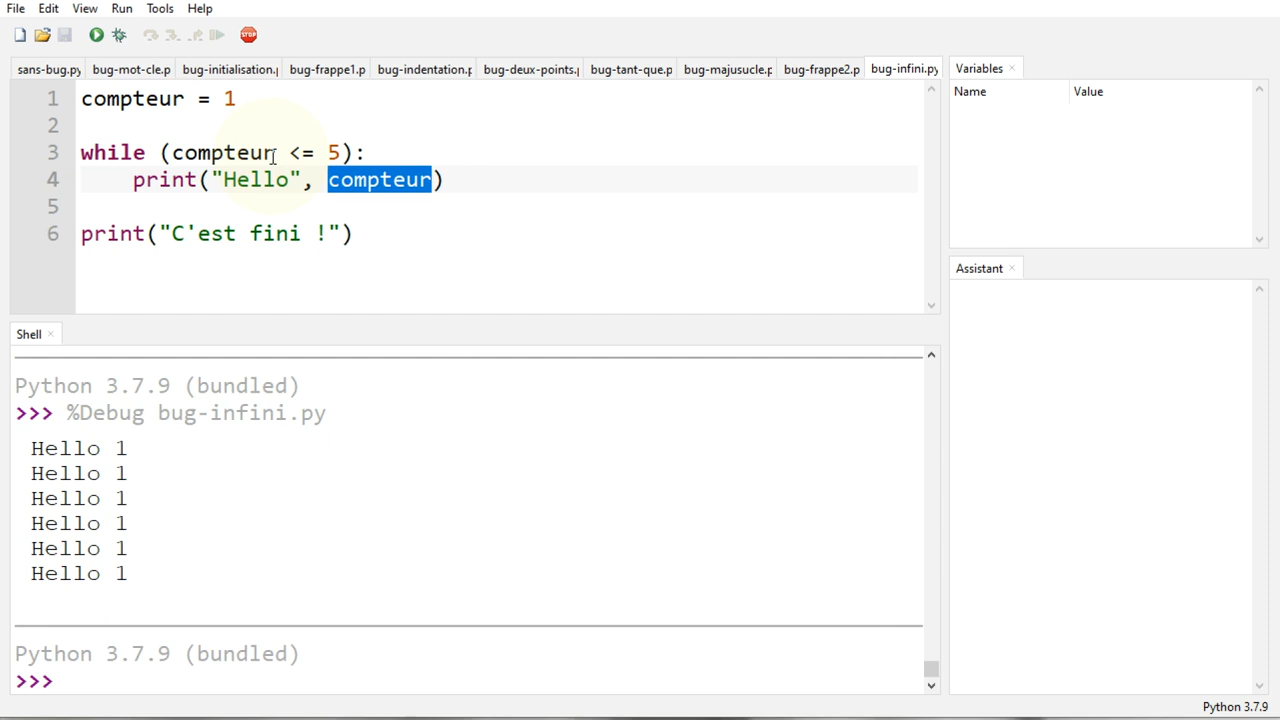 File Edit View Run Tools Help
STOP
sans-bug.py bug-mot-cle.p bug-initialisation.p bug-frappe1.p bug-indentation.p bug-deux-points.p bug-tant-que.p bug-majusucle.p bug-frappe2.p bug-infini.py
1 compteur = 1
2
3 while (compteur <= 5):
4 print("Hello", compteur)
5
6 print("C'est fini !")
Variables
Name Value
Assistant
Shell
Python 3.7.9 (bundled)
>>> %Debug bug-infini.py
Hello 1
Hello 1
Hello 1
Hello 1
Hello 1
Hello 1
Python 3.7.9 (bundled)
>>>
Python 3.7.9